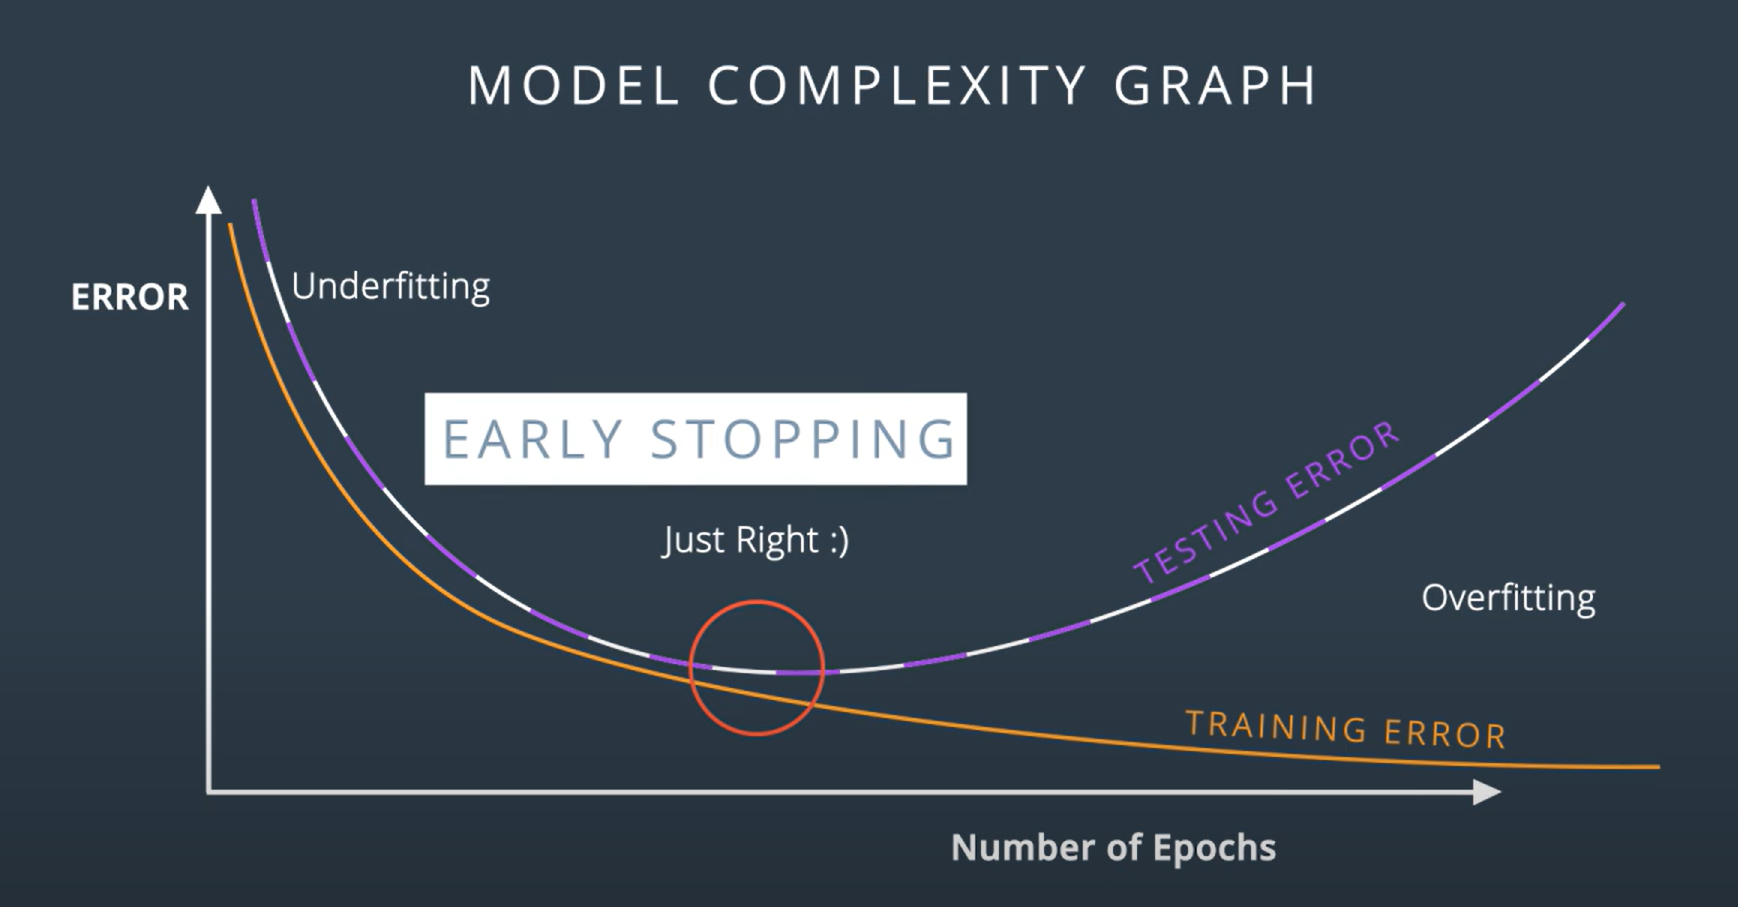 MODEL COMPLEXITY GRAPH
ERROR
Underfitting
EARLY STOPPING
Just Right :)
TESTING ERROR
Overfitting
TRAINING ERROR
Number of Epochs